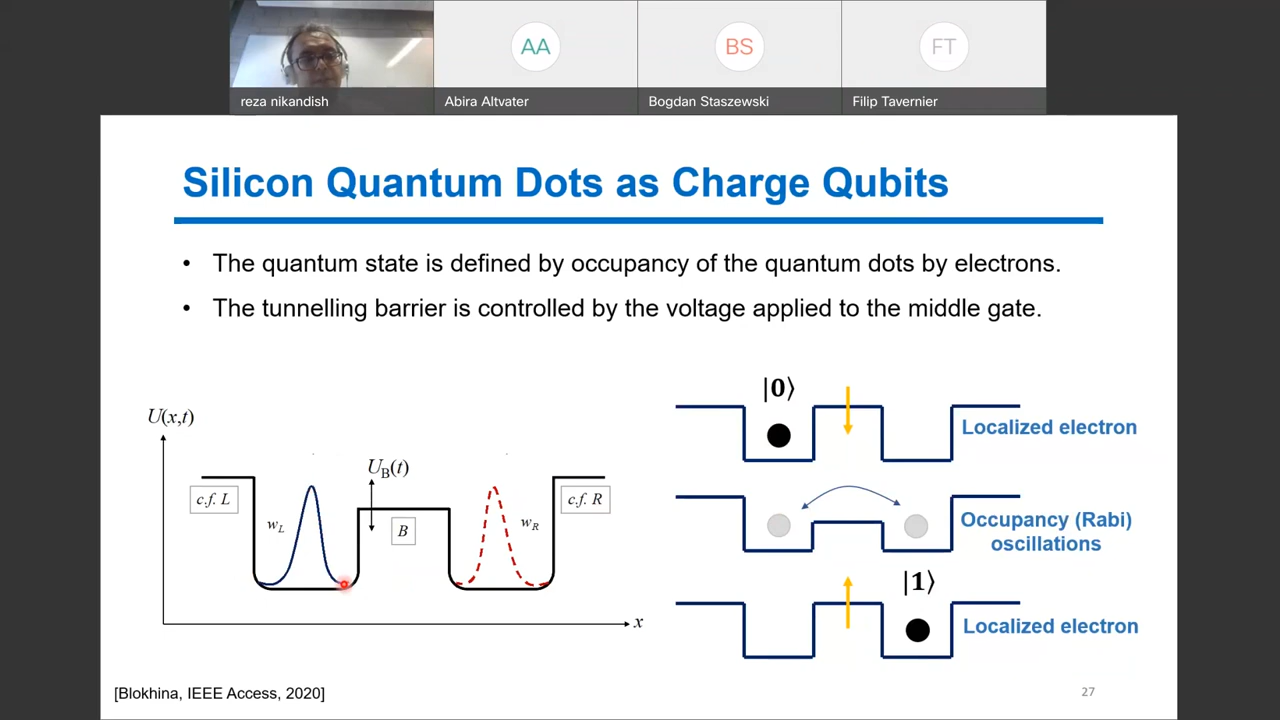 AA
BS
FT
reza nikandish
Abira Altvater
Bogdan Staszewski
Filip Tavernier
Silicon Quantum Dots as Charge Qubits
• The quantum state is defined by occupancy of the quantum dots by electrons.
• The tunnelling barrier is controlled by the voltage applied to the middle gate.
U(x,t)
c.f. L
w_L
U_B(t)
B
w_R
c.f. R
x
|0⟩
Localized electron
Occupancy (Rabi)
oscillations
|1⟩
Localized electron
[Blokhina, IEEE Access, 2020]
27